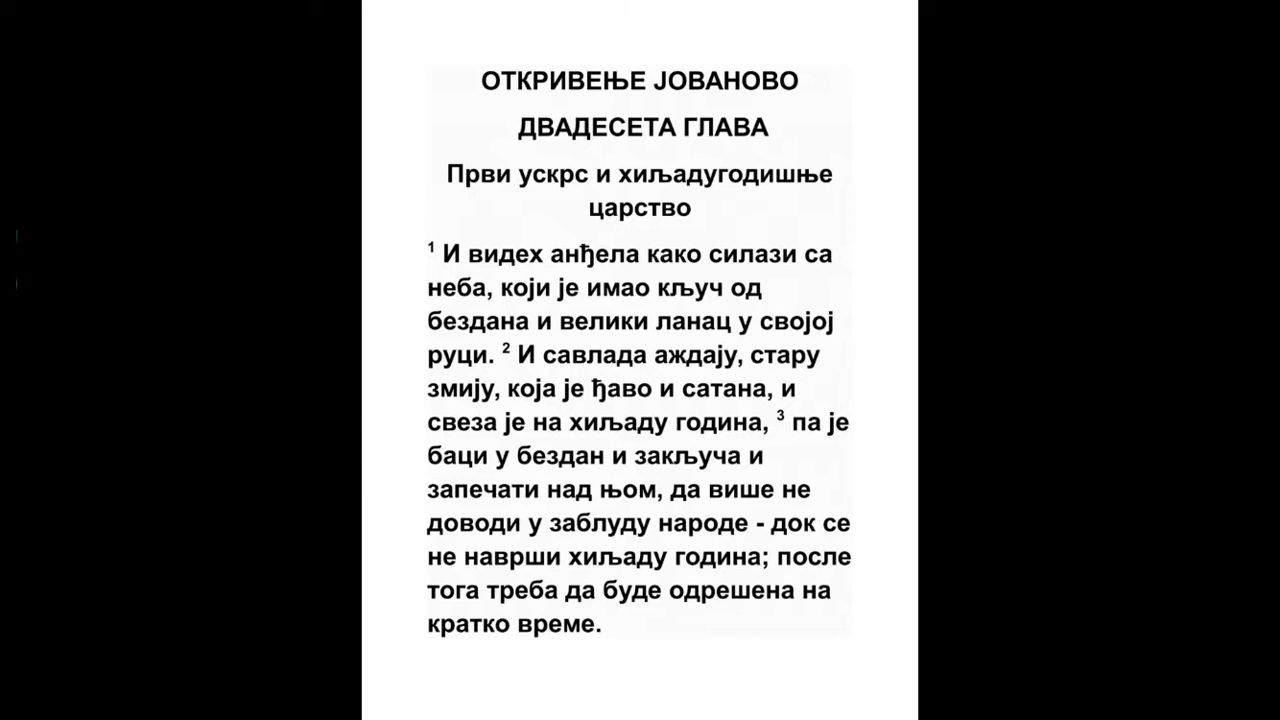 ОТКРИВЕЊЕ ЈОВАНОВО
ДВАДЕСЕТА ГЛАВА
Први ускрс и хиљадугодишње
царство
¹ И видех анђела како силази са
неба, који је имао кључ од
бездана и велики ланац у својој
руци. ² И савлада аждају, стару
змију, која је ђаво и сатана, и
свеза је на хиљаду година, ³ па је
баци у бездан и закључа и
запечати над њом, да више не
доводи у заблуду народе - док се
не наврши хиљаду година; после
тога треба да буде одрешена на
кратко време.